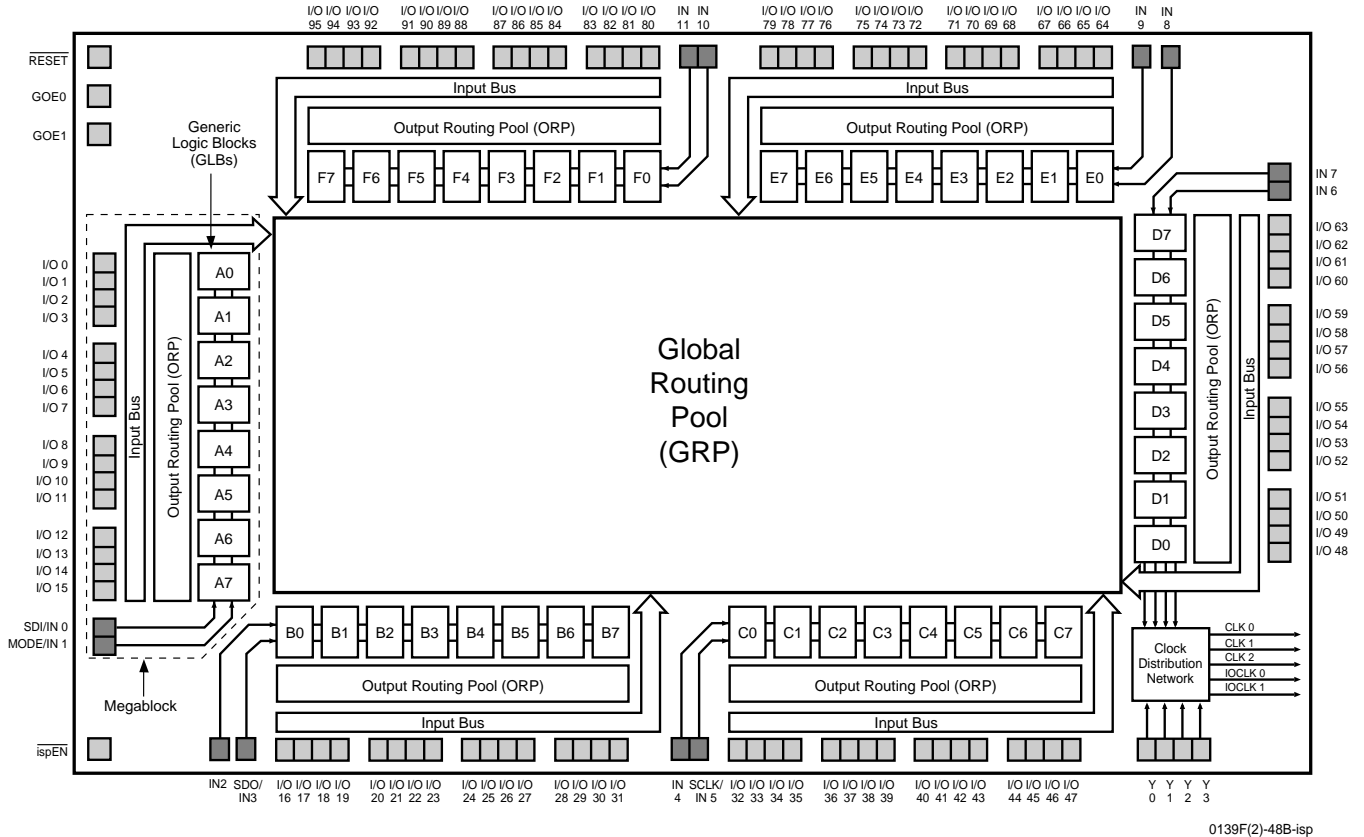 I/O I/O I/O I/O I/O I/O I/O I/O I/O I/O I/O I/O I/O I/O I/O I/O IN IN I/O I/O I/O I/O I/O I/O I/O I/O I/O I/O I/O I/O I/O I/O I/O I/O IN IN
95 94 93 92 91 90 89 88 87 86 85 84 83 82 81 80 11 10 79 78 77 76 75 74 73 72 71 70 69 68 67 66 65 64 9 8
RESET
GOE0
GOE1
Generic
Logic Blocks
(GLBs)
Input Bus
Output Routing Pool (ORP)
F7 F6 F5 F4 F3 F2 F1 F0
Input Bus
Output Routing Pool (ORP)
E7 E6 E5 E4 E3 E2 E1 E0
IN 7
IN 6
I/O 0
I/O 1
I/O 2
I/O 3
I/O 4
I/O 5
I/O 6
I/O 7
I/O 8
I/O 9
I/O 10
I/O 11
I/O 12
I/O 13
I/O 14
I/O 15
SDI/IN 0
MODE/IN 1
Input Bus
Output Routing Pool (ORP)
A0
A1
A2
A3
A4
A5
A6
A7
Megablock
Global
Routing
Pool
(GRP)
D7
D6
D5
D4
D3
D2
D1
D0
Output Routing Pool (ORP)
Input Bus
I/O 63
I/O 62
I/O 61
I/O 60
I/O 59
I/O 58
I/O 57
I/O 56
I/O 55
I/O 54
I/O 53
I/O 52
I/O 51
I/O 50
I/O 49
I/O 48
B0 B1 B2 B3 B4 B5 B6 B7
Output Routing Pool (ORP)
Input Bus
C0 C1 C2 C3 C4 C5 C6 C7
Output Routing Pool (ORP)
Input Bus
Clock
Distribution
Network
CLK 0
CLK 1
CLK 2
IOCLK 0
IOCLK 1
ispEN
IN2 SDO/ I/O I/O I/O I/O I/O I/O I/O I/O I/O I/O I/O I/O I/O I/O I/O I/O IN SCLK/ I/O I/O I/O I/O I/O I/O I/O I/O I/O I/O I/O I/O I/O I/O I/O I/O Y Y Y Y
IN3 16 17 18 19 20 21 22 23 24 25 26 27 28 29 30 31 4 IN 5 32 33 34 35 36 37 38 39 40 41 42 43 44 45 46 47 0 1 2 3
0139F(2)-48B-isp